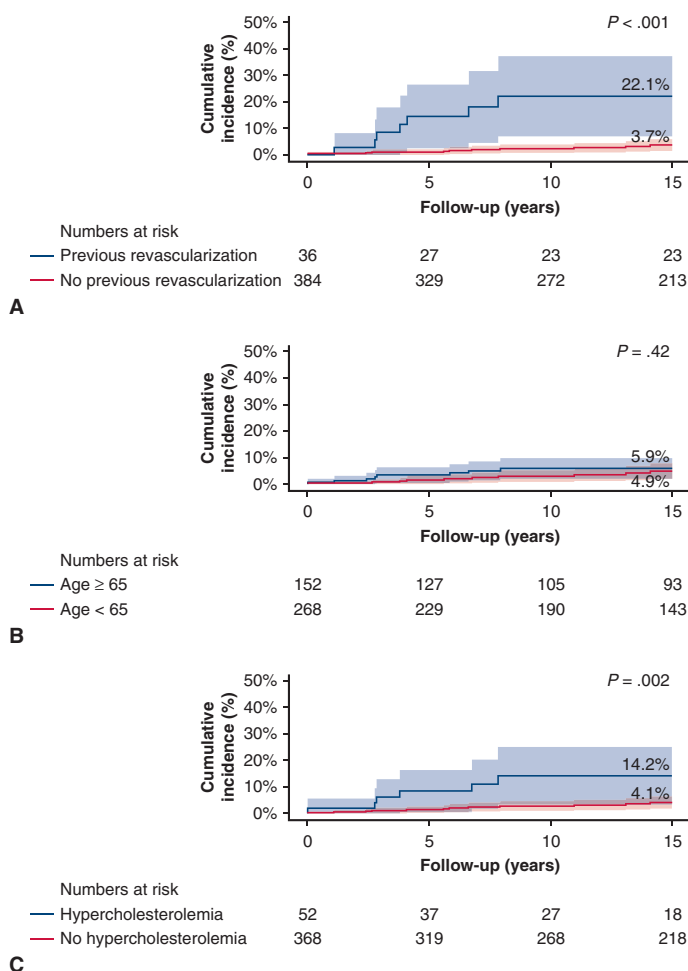 50%
40%
30%
20%
10%
0%
Cumulative
incidence (%)
P < .001
22.1%
3.7%
0 5 10 15
Follow-up (years)
Numbers at risk
Previous revascularization 36 27 23 23
No previous revascularization 384 329 272 213
A
50%
40%
30%
20%
10%
0%
Cumulative
incidence (%)
P = .42
5.9%
4.9%
0 5 10 15
Follow-up (years)
Numbers at risk
Age ≥ 65 152 127 105 93
Age < 65 268 229 190 143
B
50%
40%
30%
20%
10%
0%
Cumulative
incidence (%)
P = .002
14.2%
4.1%
0 5 10 15
Follow-up (years)
Numbers at risk
Hypercholesterolemia 52 37 27 18
No hypercholesterolemia 368 319 268 218
C